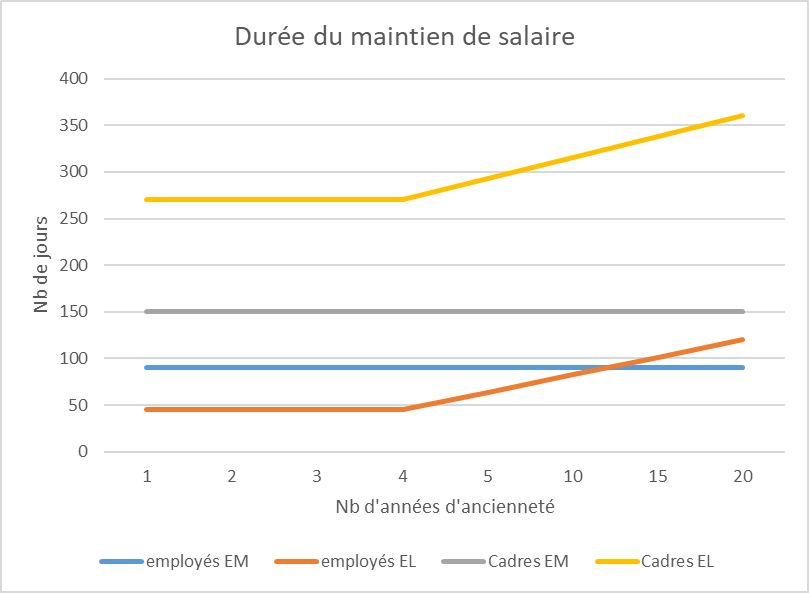 Durée du maintien de salaire
400
350
300
250
200
150
100
50
0
Nb de jours
1 2 3 4 5 10 15 20
Nb d'années d'ancienneté
employés EM employés EL Cadres EM Cadres EL